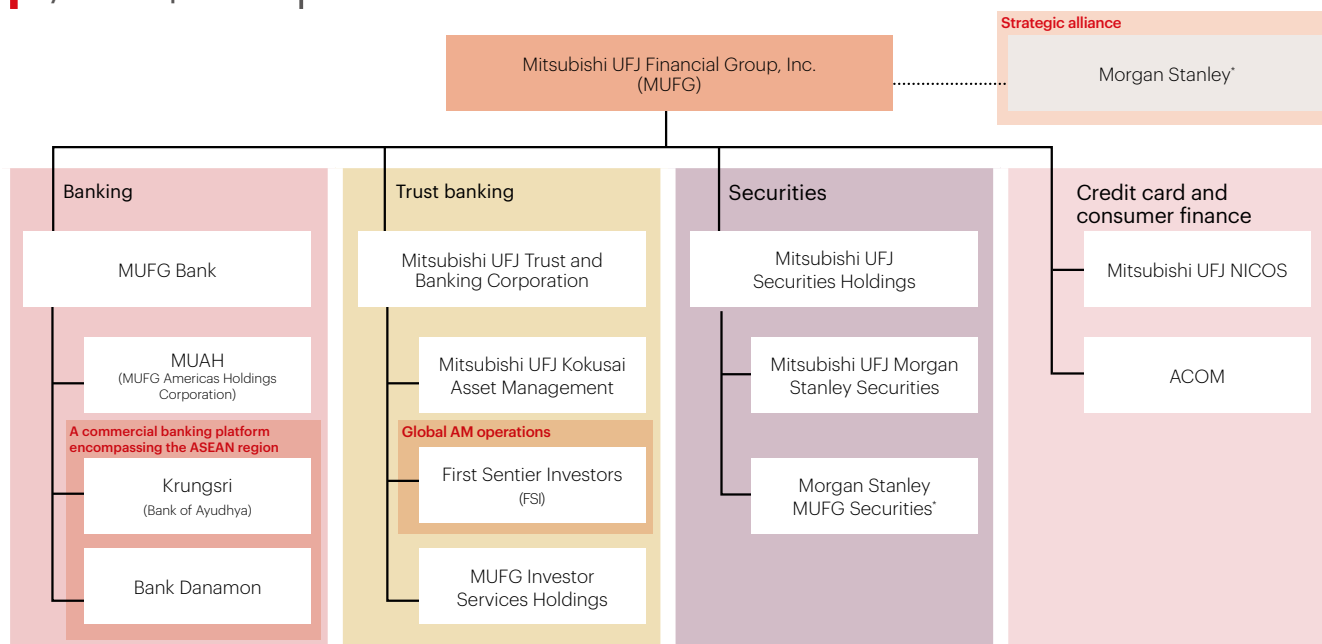 Strategic alliance
Mitsubishi UFJ Financial Group, Inc.
(MUFG)
Morgan Stanley*
Banking
MUFG Bank
MUAH
(MUFG Americas Holdings
Corporation)
A commercial banking platform
encompassing the ASEAN region
Krungsri
(Bank of Ayudhya)
Bank Danamon
Trust banking
Mitsubishi UFJ Trust and
Banking Corporation
Mitsubishi UFJ Kokusai
Asset Management
Global AM operations
First Sentier Investors
(FSI)
MUFG Investor
Services Holdings
Securities
Mitsubishi UFJ
Securities Holdings
Mitsubishi UFJ Morgan
Stanley Securities
Morgan Stanley
MUFG Securities*
Credit card and
consumer finance
Mitsubishi UFJ NICOS
ACOM